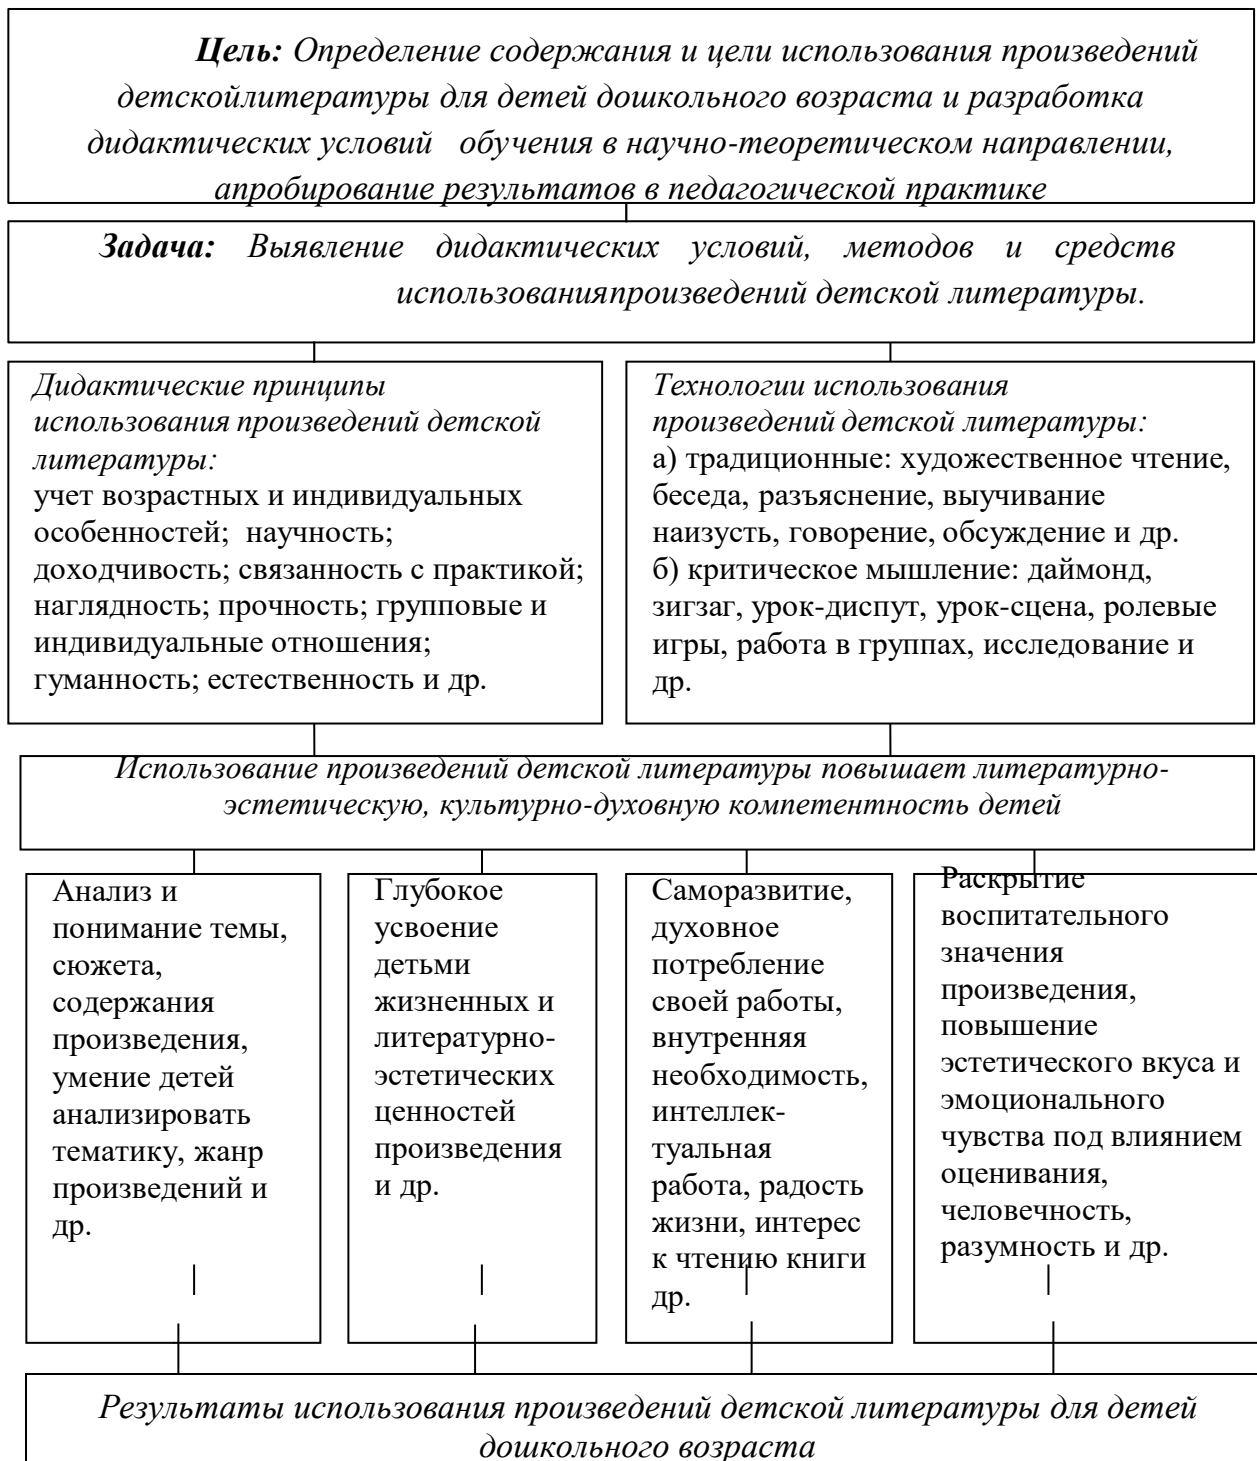 Цель: Определение содержания и цели использования произведений
детскойлитературы для детей дошкольного возраста и разработка
дидактических условий обучения в научно-теоретическом направлении,
апробирование результатов в педагогической практике
Задача: Выявление дидактических условий, методов и средств
использованияпроизведений детской литературы.
Дидактические принципы
использования произведений детской
литературы:
учет возрастных и индивидуальных
особенностей; научность;
доходчивость; связанность с практикой;
наглядность; прочность; групповые и
индивидуальные отношения;
гуманность; естественность и др.
Технологии использования
произведений детской литературы:
а) традиционные: художественное чтение,
беседа, разъяснение, выучивание
наизусть, говорение, обсуждение и др.
б) критическое мышление: даймонд,
зигзаг, урок-диспут, урок-сцена, ролевые
игры, работа в группах, исследование и
др.
Использование произведений детской литературы повышает литературно-
эстетическую, культурно-духовную компетентность детей
Анализ и
понимание темы,
сюжета,
содержания
произведения,
умение детей
анализировать
тематику, жанр
произведений и
др.
Глубокое
усвоение
детьми
жизненных и
литературно-
эстетических
ценностей
произведения
и др.
Саморазвитие,
духовное
потребление
своей работы,
внутренняя
необходимость,
интеллек-
туальная
работа, радость
жизни, интерес
к чтению книги
др.
Раскрытие
воспитательного
значения
произведения,
повышение
эстетического вкуса и
эмоционального
чувства под влиянием
оценивания,
человечность,
разумность и др.
Результаты использования произведений детской литературы для детей
дошкольного возраста